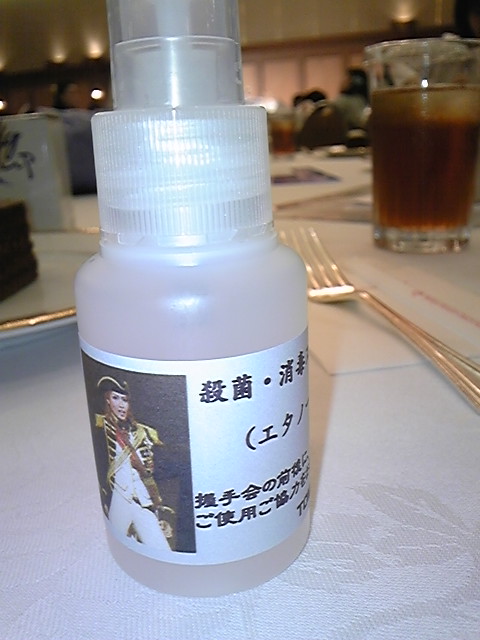 殺菌・消毒
(エタノ
握手会の前後に
ご使用ご協力